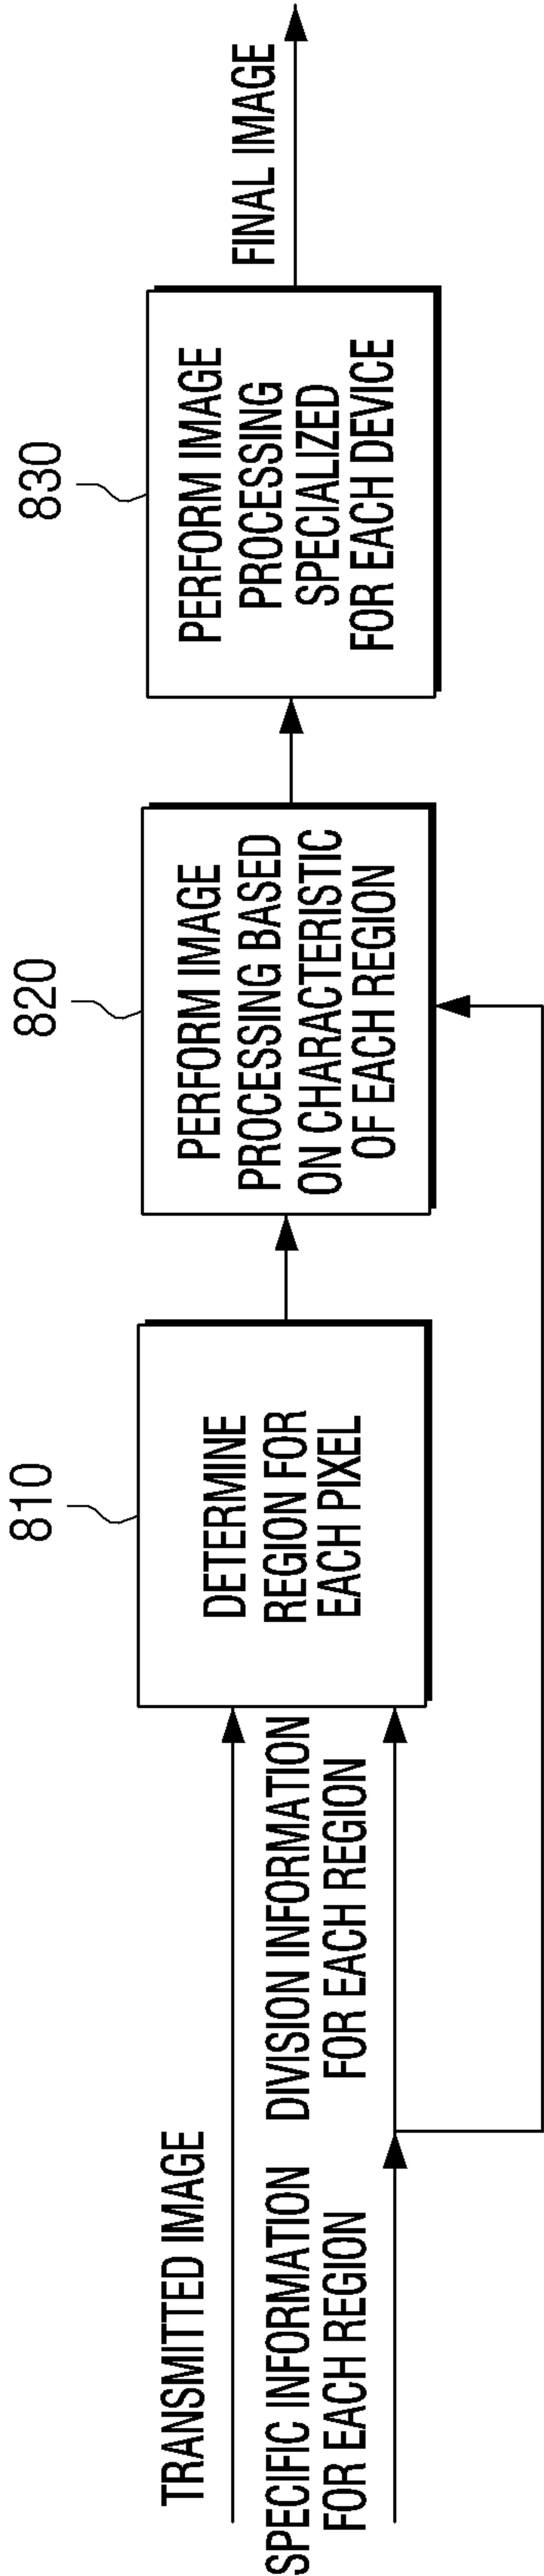 TRANSMITTED IMAGE
SPECIFIC INFORMATION
FOR EACH REGION
DIVISION INFORMATION
FOR EACH REGION
810
DETERMINE
REGION FOR
EACH PIXEL
820
PERFORM IMAGE
PROCESSING BASED
ON CHARACTERISTIC
OF EACH REGION
830
PERFORM IMAGE
PROCESSING
SPECIALIZED
FOR EACH DEVICE
FINAL IMAGE